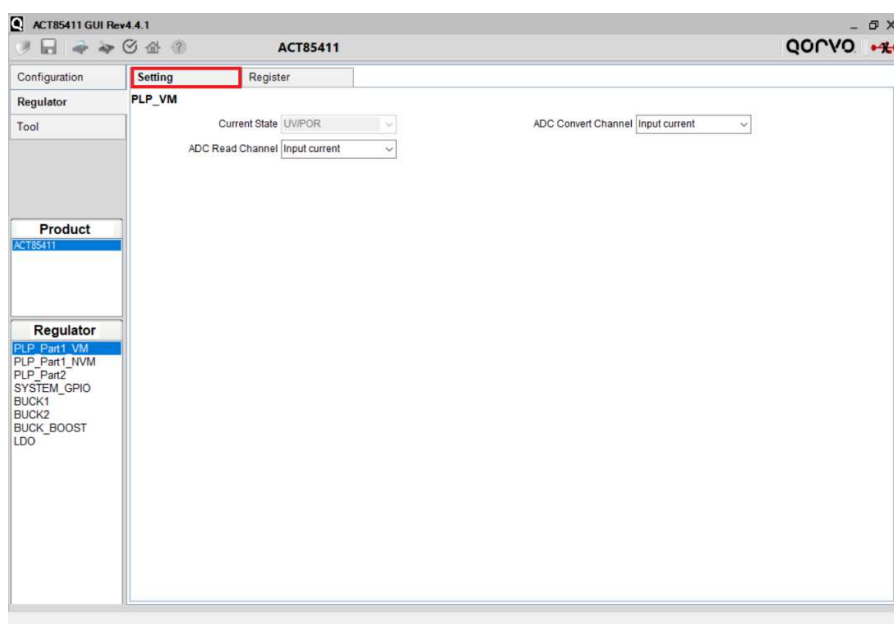 ACT85411 GUI Rev4.4.1
ACT85411
QORVO
Configuration
Regulator
Tool
Setting
Register
PLP_VM
Current State UV/POR
ADC Convert Channel Input current
ADC Read Channel Input current
Product
ACT85411
Regulator
PLP_Part1_VM
PLP_Part1_NVM
PLP_Part2
SYSTEM_GPIO
BUCK1
BUCK2
BUCK_BOOST
LDO